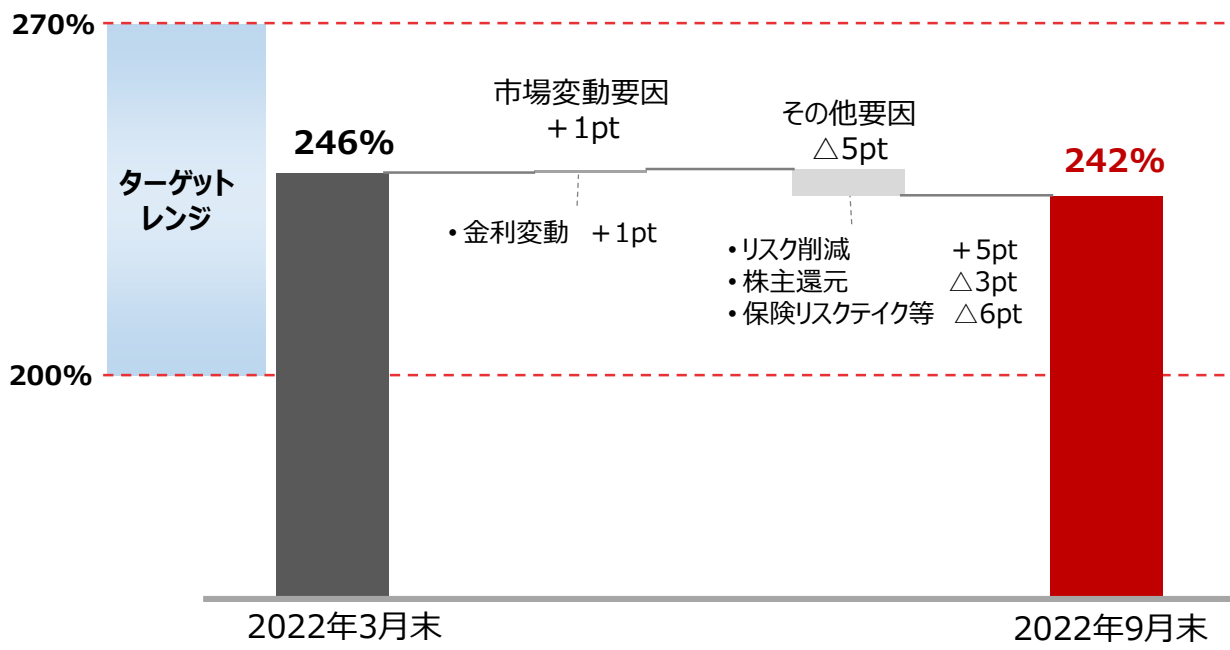 270%
市場変動要因
+1pt
その他要因
△5pt
246%
242%
ターゲット
レンジ
•金利変動 +1pt
•リスク削減 +5pt
•株主還元 △3pt
•保険リスクテイク等 △6pt
200%
2022年3月末
2022年9月末